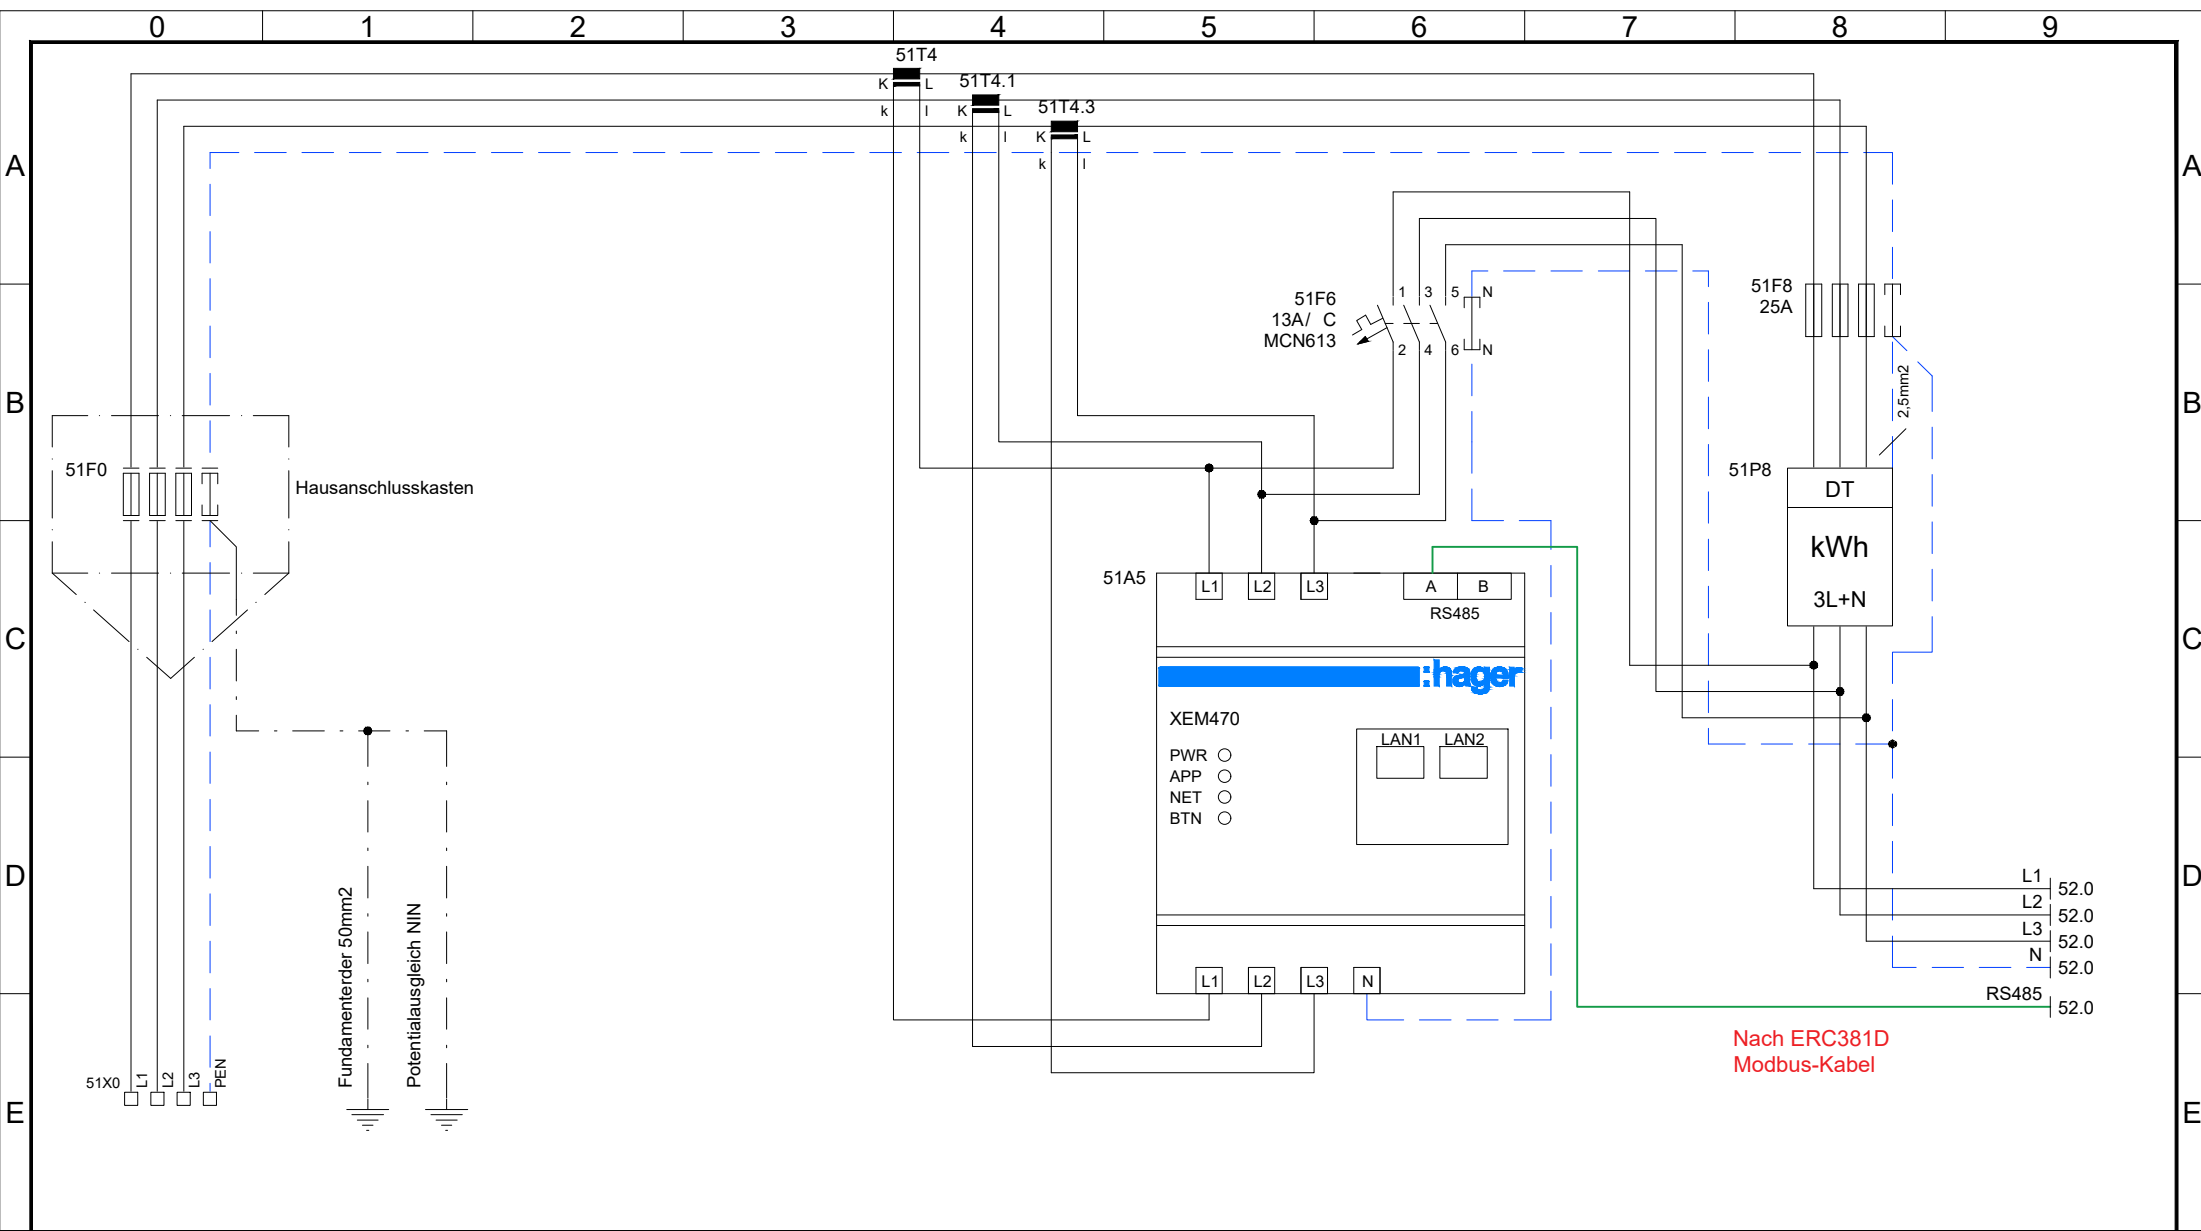 0 1 2 3 4 5 6 7 8 9
51T4
K L
k l
51T4.1
K L
k l
51T4.3
K L
k l
A A
51F6
13A/ C
MCN613
1 3 5 N
2 4 6 N
51F8
25A
2,5mm2
B B
51F0
Hausanschlusskasten
51P8
DT
kWh
3L+N
51A5
L1 L2 L3 A B
RS485
C C
:hager
XEM470
PWR
APP
NET
BTN
LAN1 LAN2
D D
Fundamenterder 50mm2
Potentialausgleich NIN
L1 52.0
L2 52.0
L3 52.0
N 52.0
RS485 52.0
L1 L2 L3 N
Nach ERC381D
Modbus-Kabel
51X0 L1 L2 L3 PEN
E E